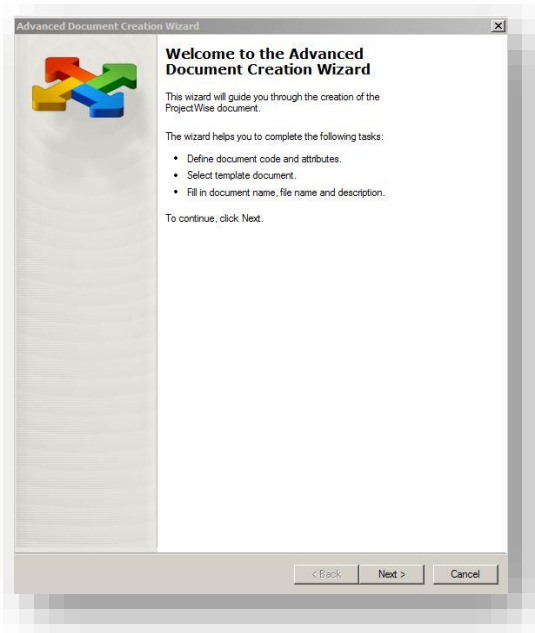 Advanced Document Creation Wizard
Welcome to the Advanced
Document Creation Wizard
This wizard will guide you through the creation of the
ProjectWise document.
The wizard helps you to complete the following tasks:
• Define document code and attributes.
• Select template document.
• Fill in document name, file name and description.
To continue, click Next.
< Back Next > Cancel